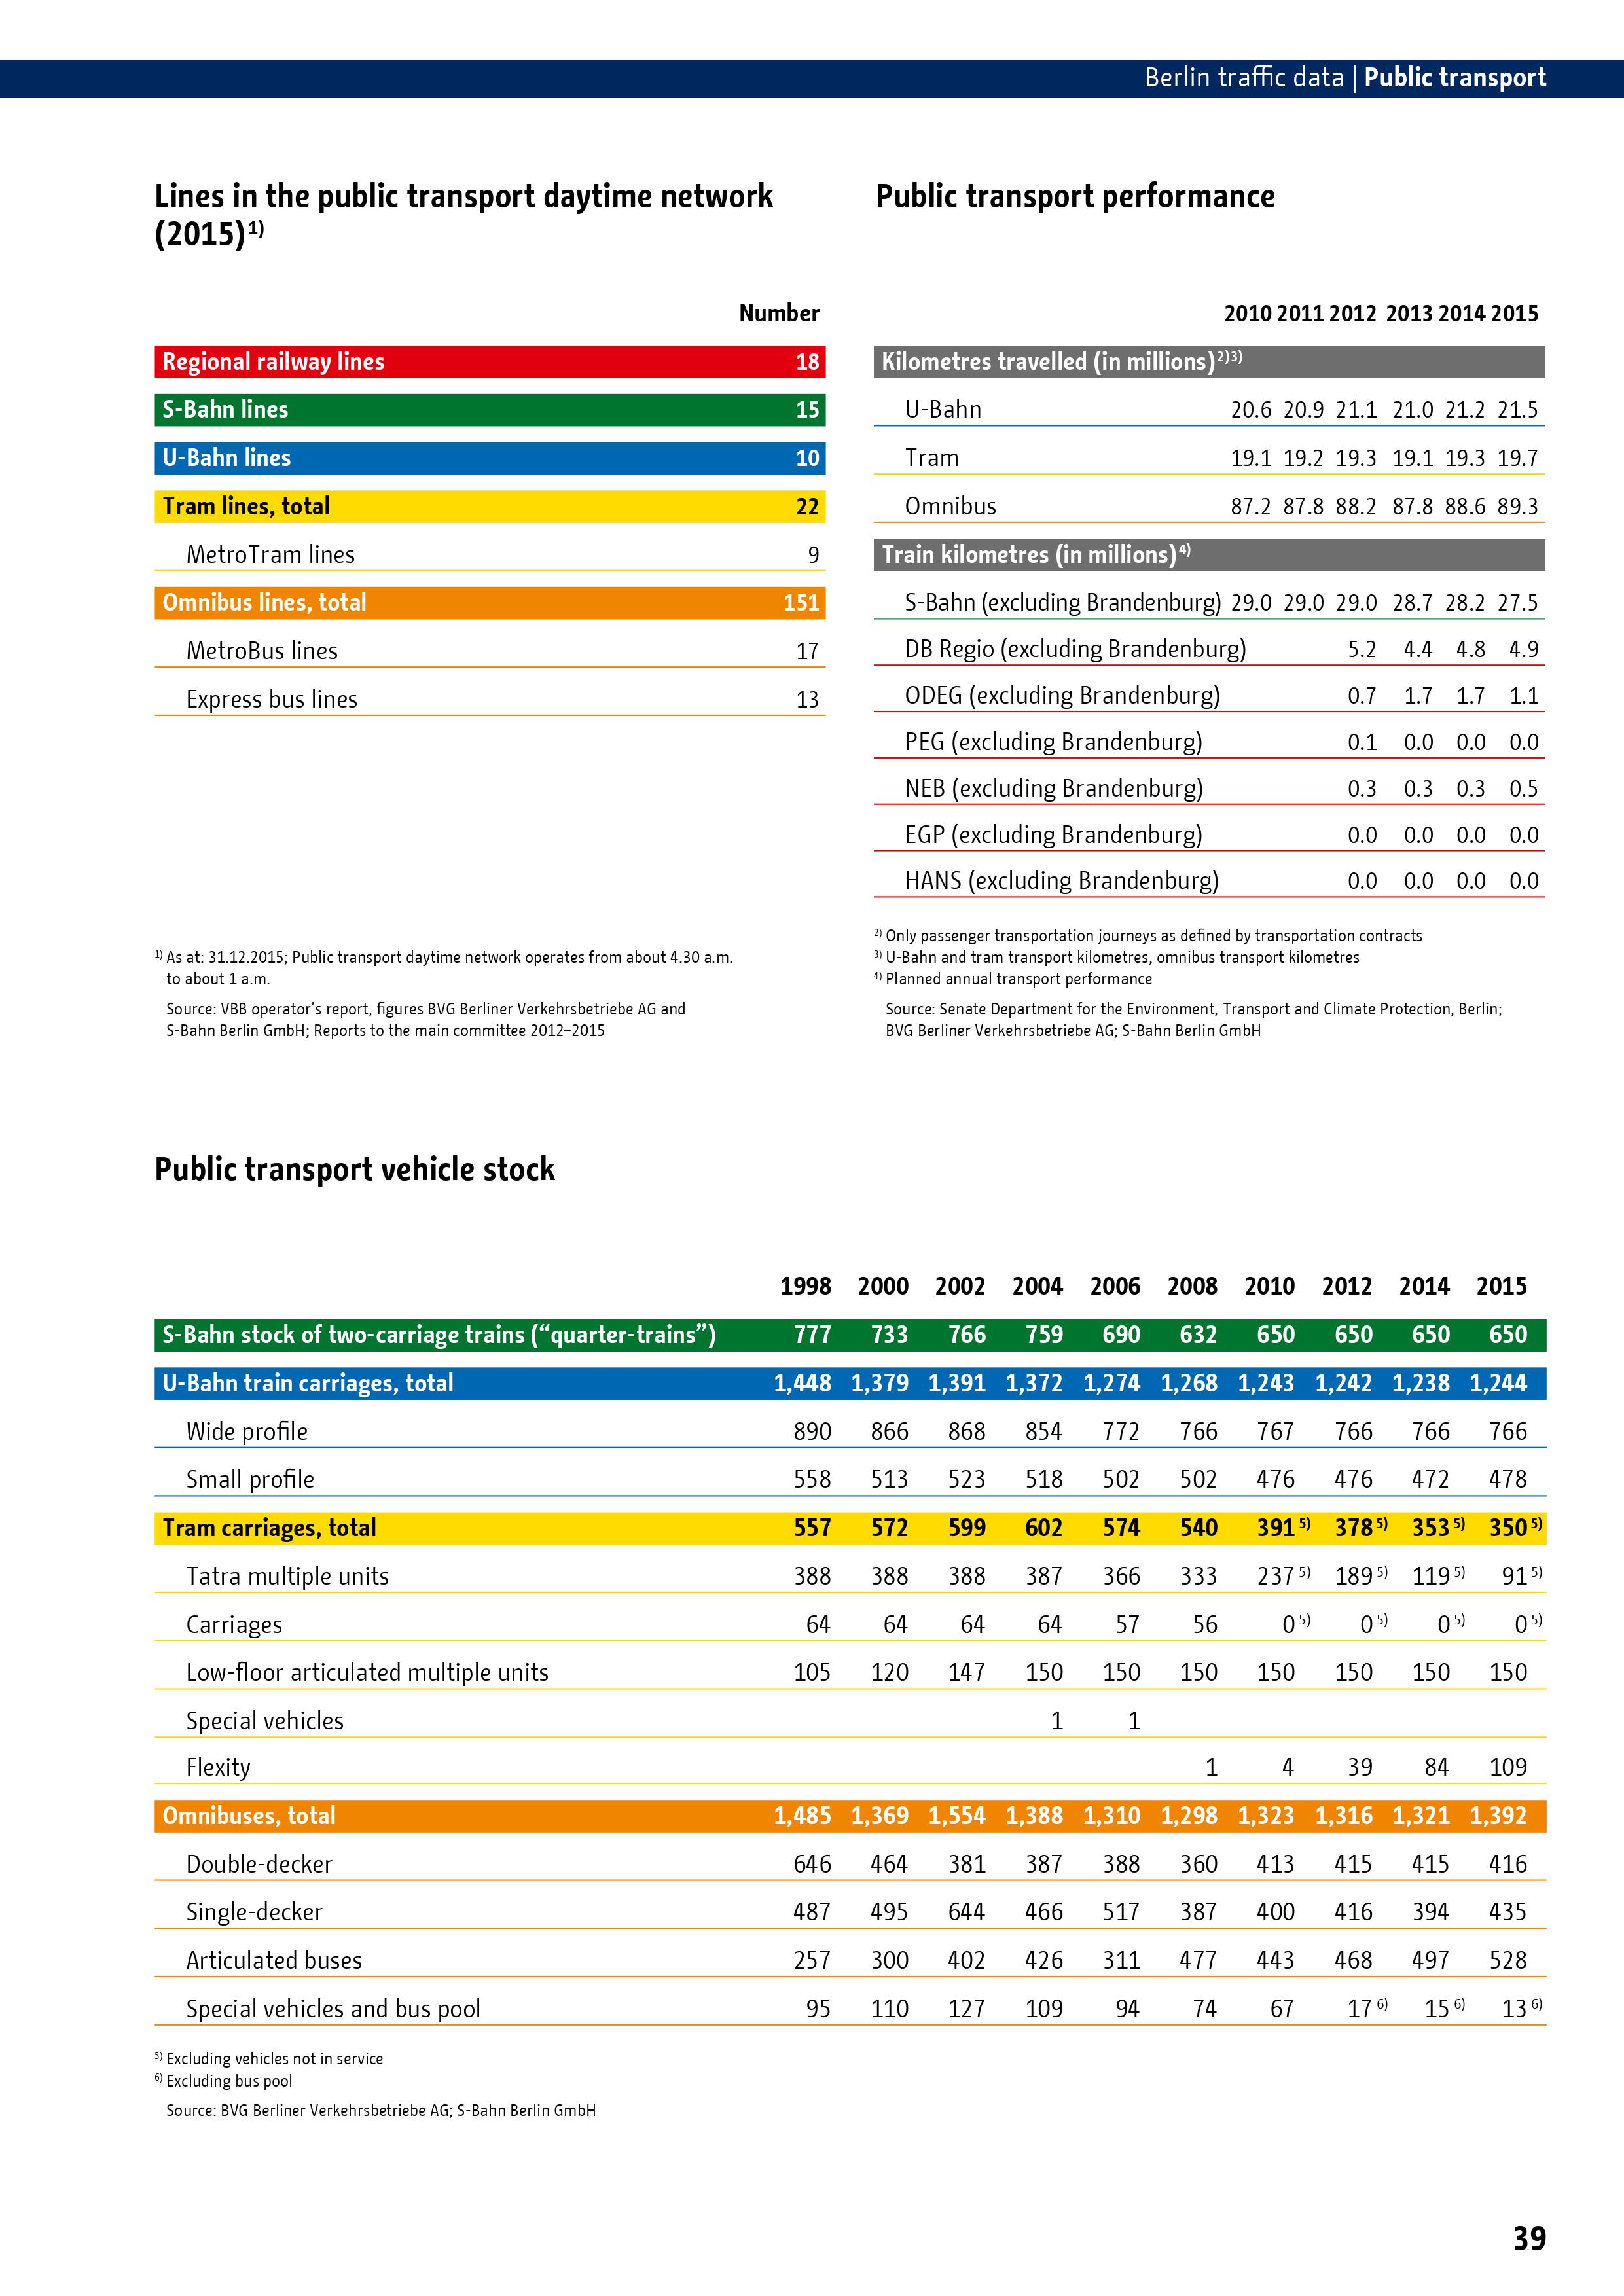 Berlin traffic data | Public transport
Lines in the public transport daytime network
(2015)1)
Number
Regional railway lines 18
S-Bahn lines 15
U-Bahn lines 10
Tram lines, total 22
MetroTram lines 9
Omnibus lines, total 151
MetroBus lines 17
Express bus lines 13
1) As at: 31.12.2015; Public transport daytime network operates from about 4.30 a.m.
to about 1 a.m.
Source: VBB operator’s report, figures BVG Berliner Verkehrsbetriebe AG and
S-Bahn Berlin GmbH; Reports to the main committee 2012–2015
Public transport performance
2010 2011 2012 2013 2014 2015
Kilometres travelled (in millions)2)3)
U-Bahn 20.6 20.9 21.1 21.0 21.2 21.5
Tram 19.1 19.2 19.3 19.1 19.3 19.7
Omnibus 87.2 87.8 88.2 87.8 88.6 89.3
Train kilometres (in millions)4)
S-Bahn (excluding Brandenburg) 29.0 29.0 29.0 28.7 28.2 27.5
DB Regio (excluding Brandenburg) 5.2 4.4 4.8 4.9
ODEG (excluding Brandenburg) 0.7 1.7 1.7 1.1
PEG (excluding Brandenburg) 0.1 0.0 0.0 0.0
NEB (excluding Brandenburg) 0.3 0.3 0.3 0.5
EGP (excluding Brandenburg) 0.0 0.0 0.0 0.0
HANS (excluding Brandenburg) 0.0 0.0 0.0 0.0
2) Only passenger transportation journeys as defined by transportation contracts
3) U-Bahn and tram transport kilometres, omnibus transport kilometres
4) Planned annual transport performance
Source: Senate Department for the Environment, Transport and Climate Protection, Berlin;
BVG Berliner Verkehrsbetriebe AG; S-Bahn Berlin GmbH
Public transport vehicle stock
1998 2000 2002 2004 2006 2008 2010 2012 2014 2015
S-Bahn stock of two-carriage trains (“quarter-trains”) 777 733 766 759 690 632 650 650 650 650
U-Bahn train carriages, total 1,448 1,379 1,391 1,372 1,274 1,268 1,243 1,242 1,238 1,244
Wide profile 890 866 868 854 772 766 767 766 766 766
Small profile 558 513 523 518 502 502 476 476 472 478
Tram carriages, total 557 572 599 602 574 540 391 5) 378 5) 353 5) 350 5)
Tatra multiple units 388 388 388 387 366 333 237 5) 189 5) 119 5) 91 5)
Carriages 64 64 64 64 57 56 0 5) 0 5) 0 5) 0 5)
Low-floor articulated multiple units 105 120 147 150 150 150 150 150 150 150
Special vehicles 1 1
Flexity 1 4 39 84 109
Omnibuses, total 1,485 1,369 1,554 1,388 1,310 1,298 1,323 1,316 1,321 1,392
Double-decker 646 464 381 387 388 360 413 415 415 416
Single-decker 487 495 644 466 517 387 400 416 394 435
Articulated buses 257 300 402 426 311 477 443 468 497 528
Special vehicles and bus pool 95 110 127 109 94 74 67 17 6) 15 6) 13 6)
5) Excluding vehicles not in service
6) Excluding bus pool
Source: BVG Berliner Verkehrsbetriebe AG; S-Bahn Berlin GmbH
39